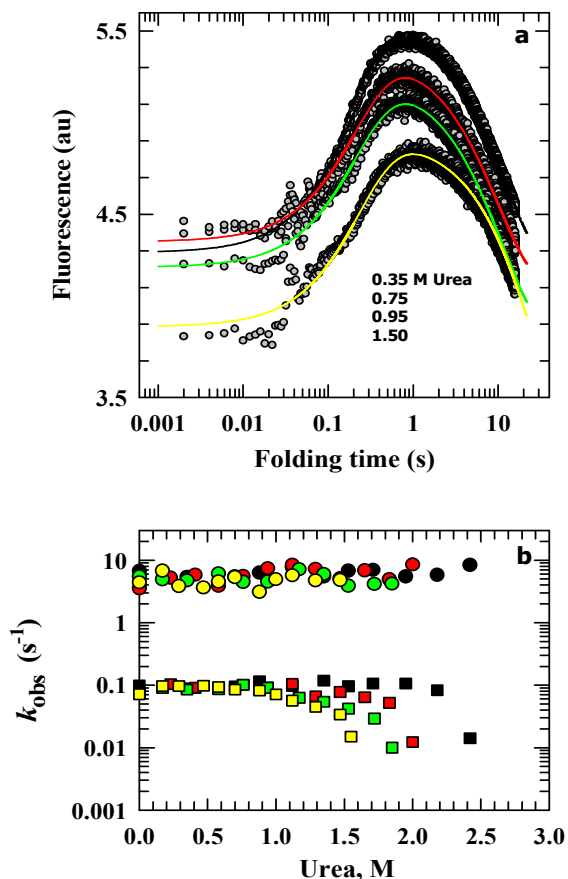 a
5.5
4.5
3.5
Fluorescence (au)
0.35 M Urea
0.75
0.95
1.50
0.001 0.01 0.1 1 10
Folding time (s)
b
10
1
0.1
0.01
0.001
kobs (s⁻¹)
0.0 0.5 1.0 1.5 2.0 2.5 3.0
Urea, M